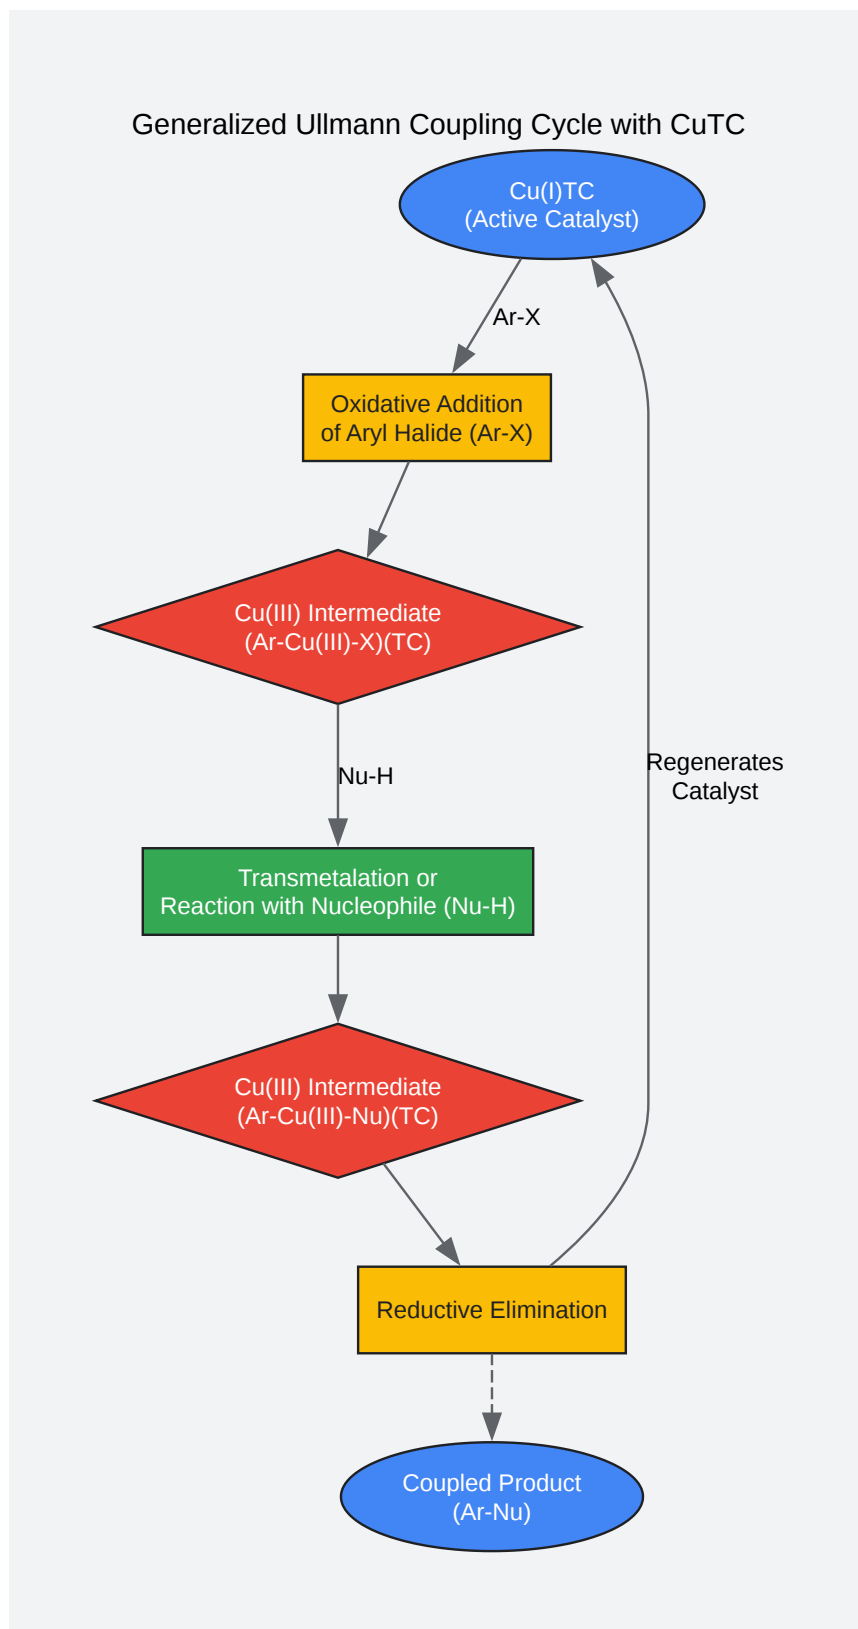 Generalized Ullmann Coupling Cycle with CuTC
Cu(I)TC
(Active Catalyst)
Ar-X
Oxidative Addition
of Aryl Halide (Ar-X)
Cu(III) Intermediate
(Ar-Cu(III)-X)(TC)
Nu-H
Regenerates
Catalyst
Transmetalation or
Reaction with Nucleophile (Nu-H)
Cu(III) Intermediate
(Ar-Cu(III)-Nu)(TC)
Reductive Elimination
Coupled Product
(Ar-Nu)